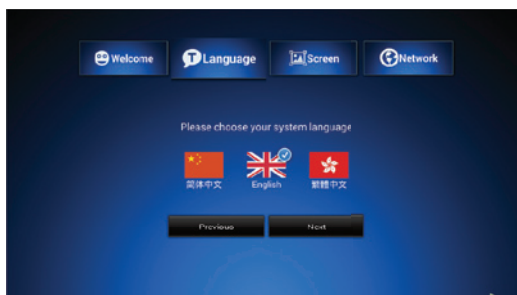 Welcome
Language
Screen
Network
Please choose your system language
简体中文
English
繁體中文
Previous
Next